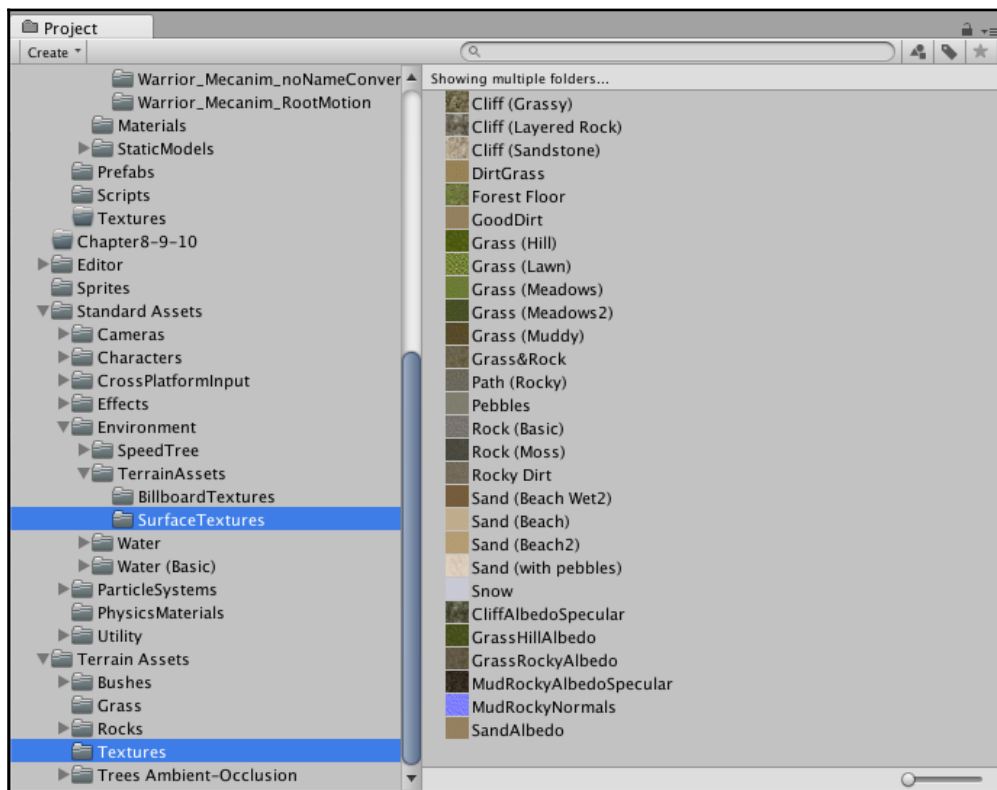 Project
Create
Warrior_Mecanim_noNameConver
Warrior_Mecanim_RootMotion
Materials
StaticModels
Prefabs
Scripts
Textures
Chapter8-9-10
Editor
Sprites
Standard Assets
Cameras
Characters
CrossPlatformInput
Effects
Environment
SpeedTree
TerrainAssets
BillboardTextures
SurfaceTextures
Water
Water (Basic)
ParticleSystems
PhysicsMaterials
Utility
Terrain Assets
Bushes
Grass
Rocks
Textures
Trees Ambient-Occlusion
Showing multiple folders...
Cliff (Grassy)
Cliff (Layered Rock)
Cliff (Sandstone)
DirtGrass
Forest Floor
GoodDirt
Grass (Hill)
Grass (Lawn)
Grass (Meadows)
Grass (Meadows2)
Grass (Muddy)
Grass&Rock
Path (Rocky)
Pebbles
Rock (Basic)
Rock (Moss)
Rocky Dirt
Sand (Beach Wet2)
Sand (Beach)
Sand (Beach2)
Sand (with pebbles)
Snow
CliffAlbedoSpecular
GrassHillAlbedo
GrassRockyAlbedo
MudRockyAlbedoSpecular
MudRockyNormals
SandAlbedo